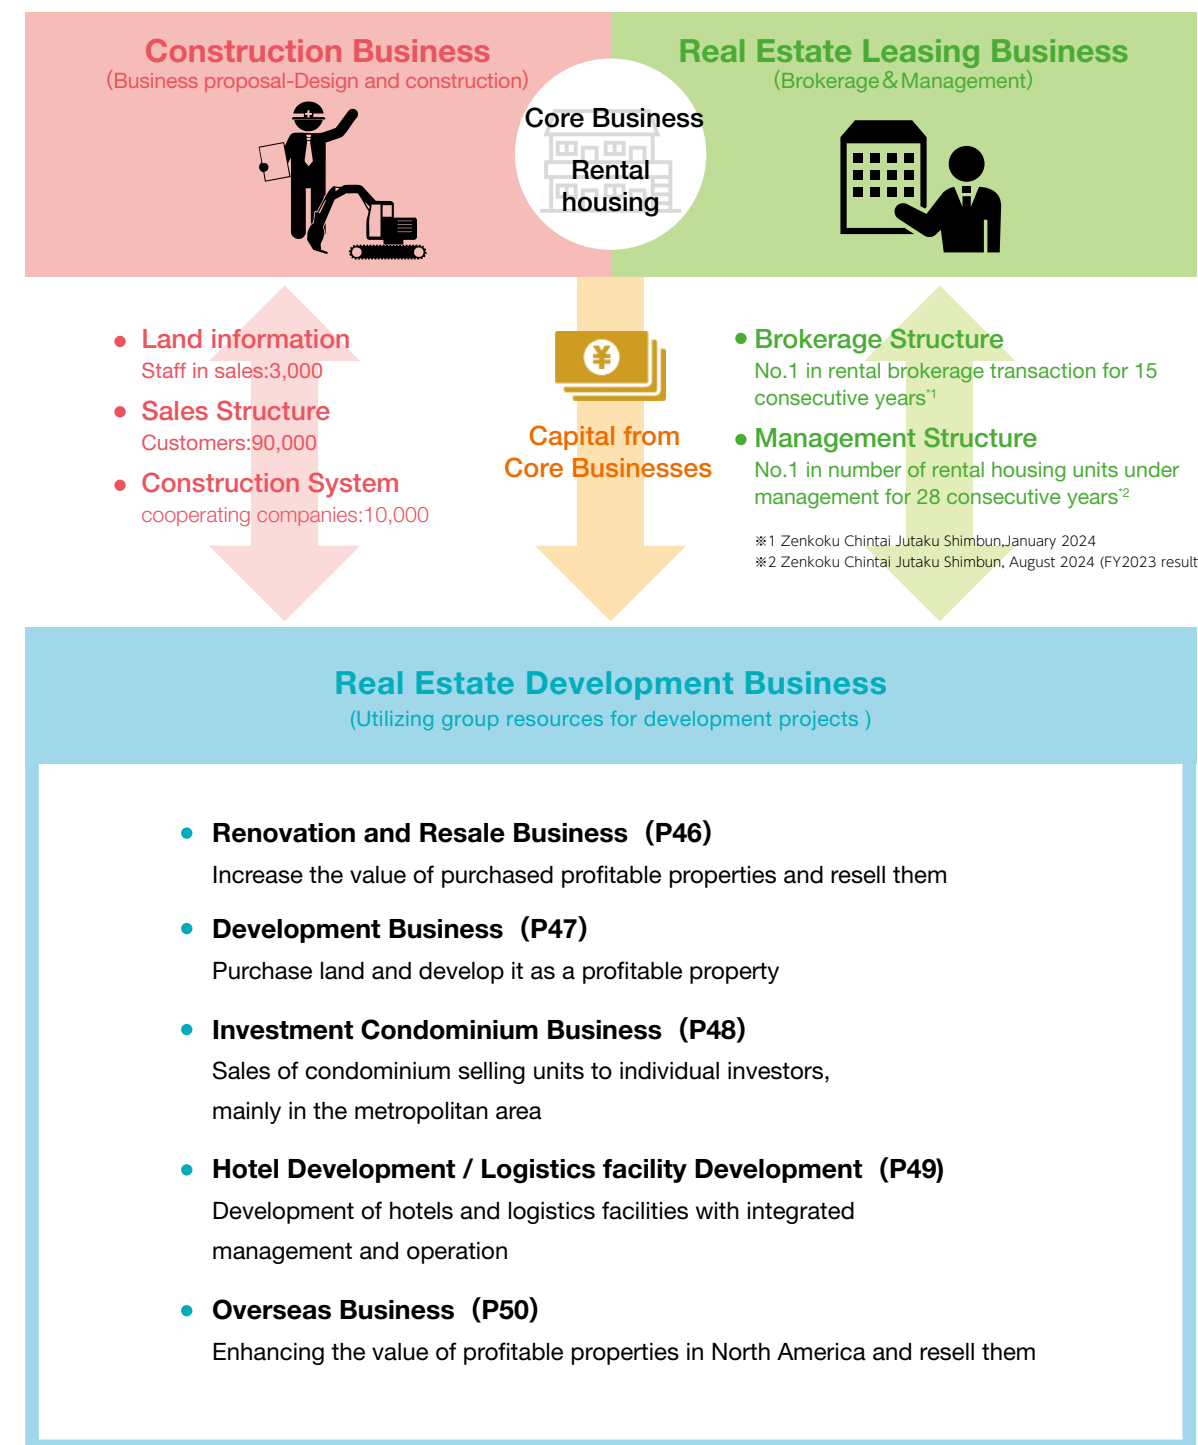 Construction Business
(Business proposal-Design and construction)
Real Estate Leasing Business
(Brokerage&Management)
Core Business
Rental
housing
● Land information
Staff in sales:3,000
● Sales Structure
Customers:90,000
● Construction System
cooperating companies:10,000
¥
Capital from
Core Businesses
● Brokerage Structure
No.1 in rental brokerage transaction for 15
consecutive years*1
● Management Structure
No.1 in number of rental housing units under
management for 28 consecutive years*2
※1 Zenkoku Chintai Jutaku Shimbun,January 2024
※2 Zenkoku Chintai Jutaku Shimbun, August 2024 (FY2023 result
Real Estate Development Business
(Utilizing group resources for development projects )
● Renovation and Resale Business（P46）
Increase the value of purchased profitable properties and resell them
● Development Business（P47）
Purchase land and develop it as a profitable property
● Investment Condominium Business（P48）
Sales of condominium selling units to individual investors,
mainly in the metropolitan area
● Hotel Development / Logistics facility Development（P49）
Development of hotels and logistics facilities with integrated
management and operation
● Overseas Business（P50）
Enhancing the value of profitable properties in North America and resell them